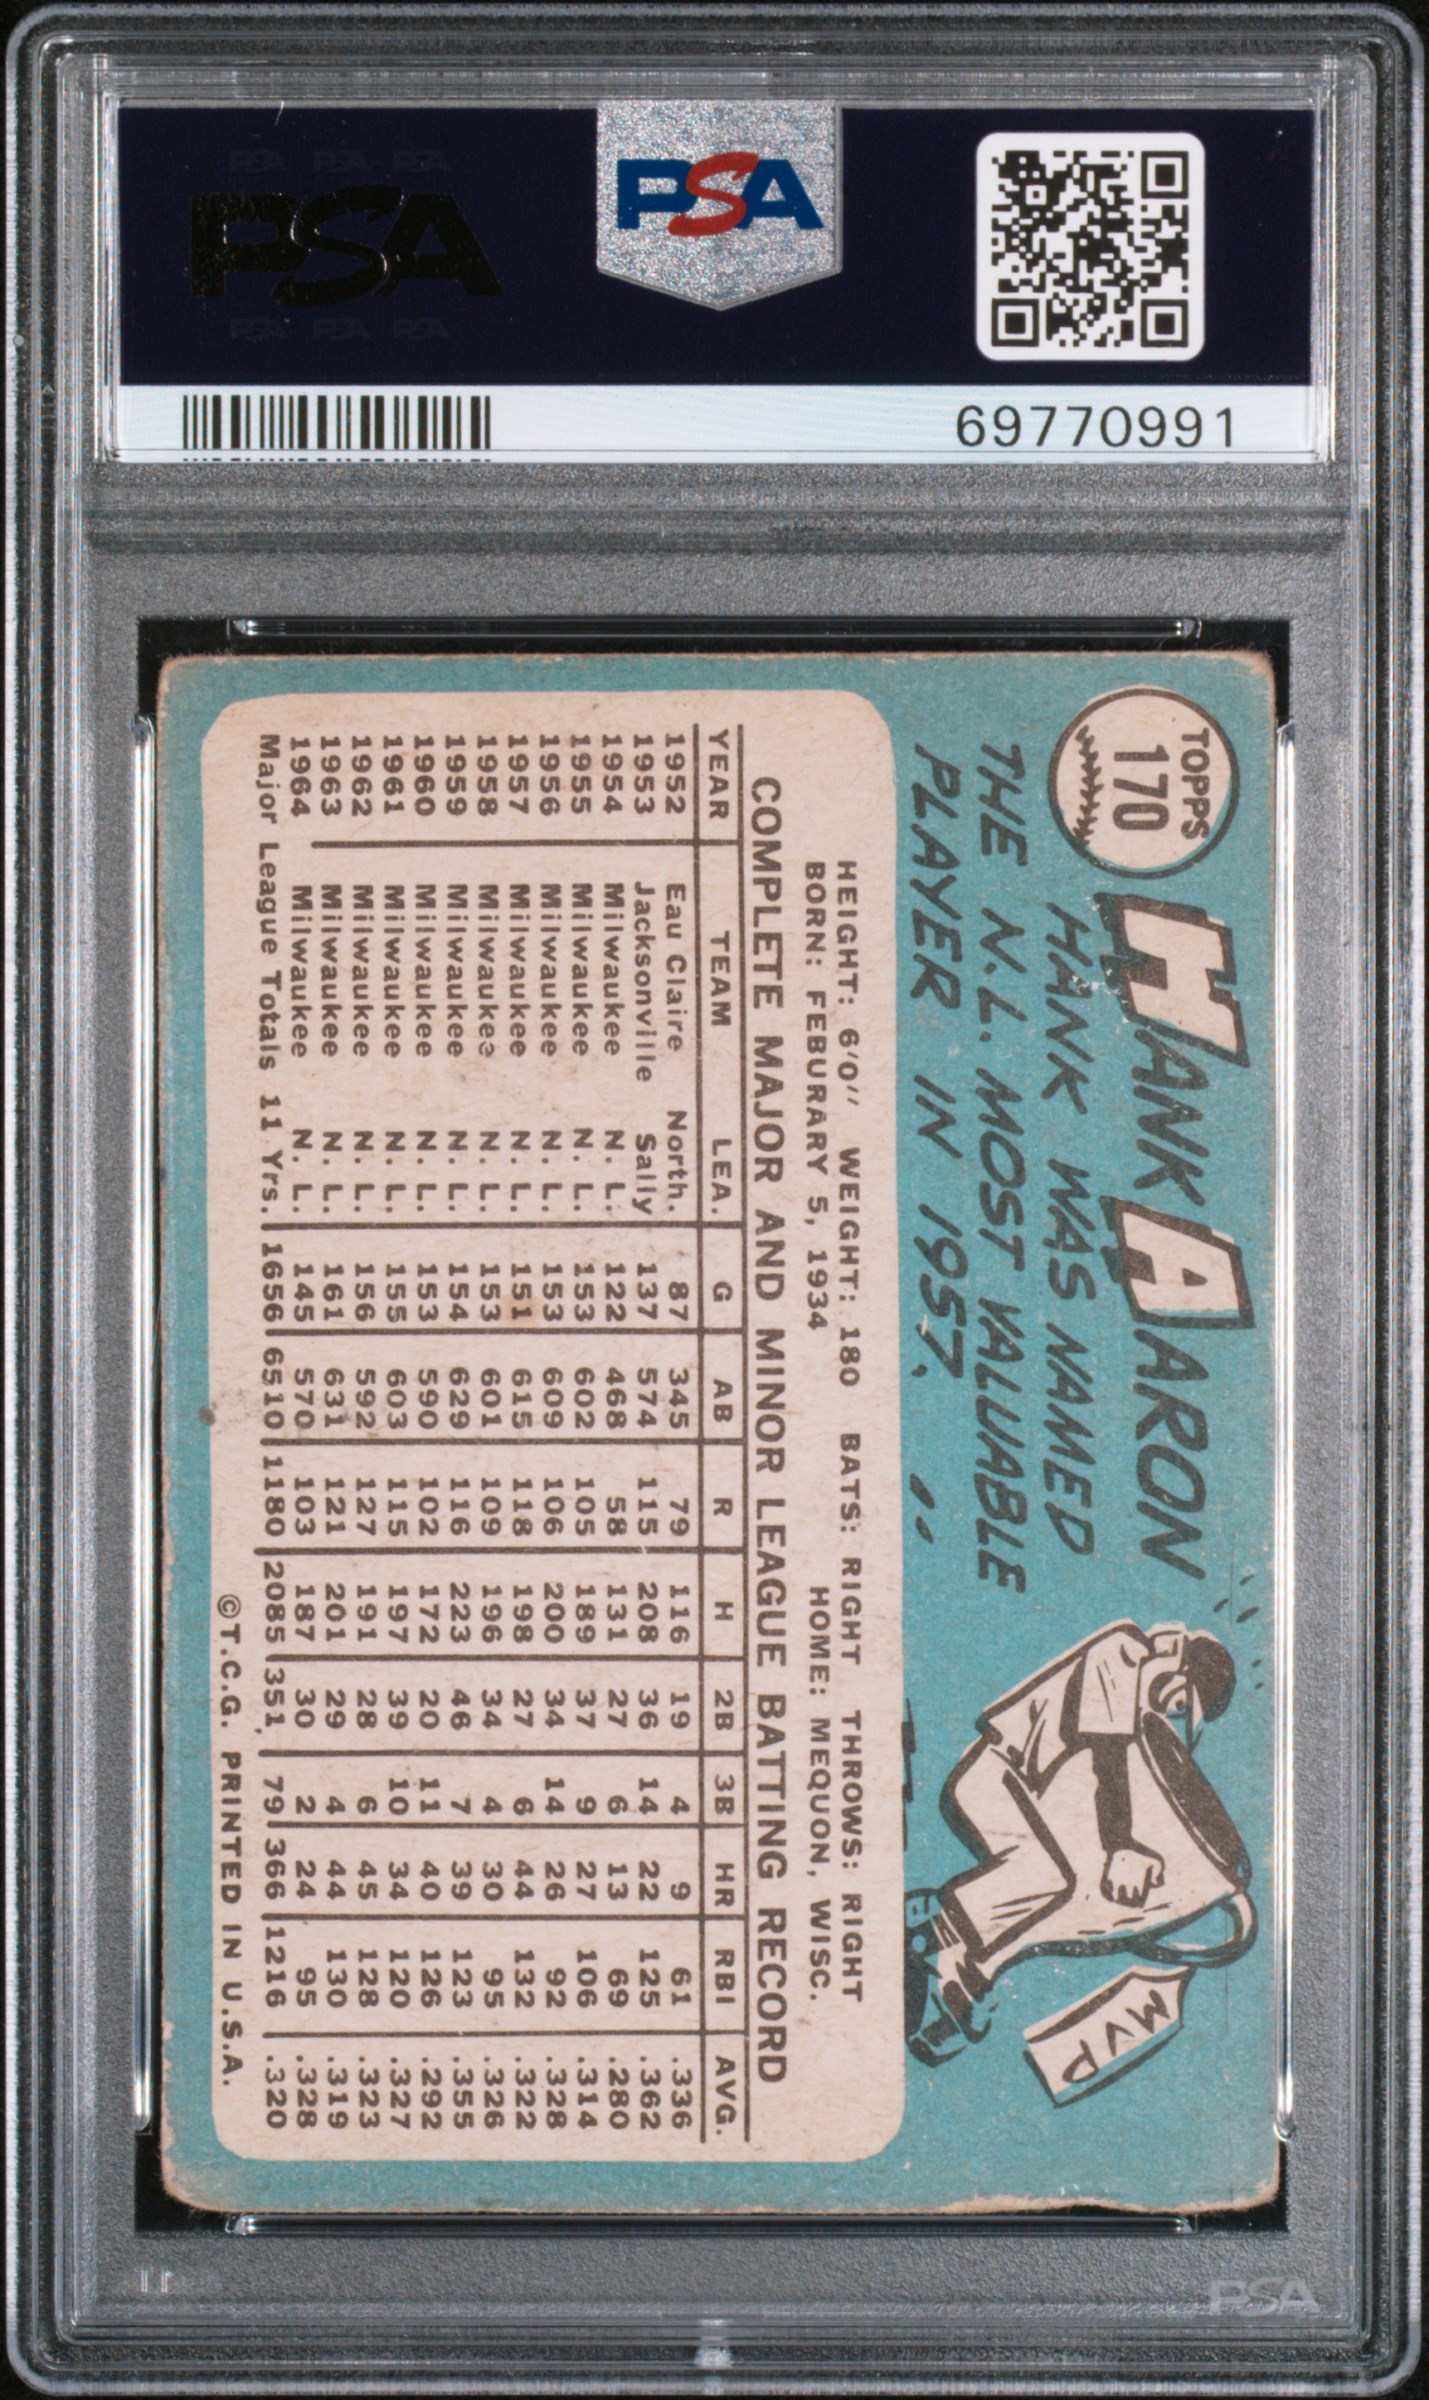 PSA PSA PSA
PSA
PSA PSA PSA
PSA
69770991
TOPPS
170
HANK AARON
HANK WAS NAMED
THE N.L. MOST VALUABLE
PLAYER IN 1957.
MVP
HEIGHT: 6'0" WEIGHT: 180 BATS: RIGHT THROWS: RIGHT
BORN: FEBURARY 5, 1934 HOME: MEQUON, WISC.
COMPLETE MAJOR AND MINOR LEAGUE BATTING RECORD
YEAR TEAM LEA. G AB R H 2B 3B HR RBI AVG.
1952 Eau Claire North. 87 345 79 116 19 4 9 61 .336
1953 Jacksonville Sally 137 574 115 208 36 14 22 125 .362
1954 Milwaukee N. L. 122 468 58 131 27 6 13 69 .280
1955 Milwaukee N. L. 153 602 105 189 37 9 27 106 .314
1956 Milwaukee N. L. 153 609 106 200 34 14 26 92 .328
1957 Milwaukee N. L. 151 615 118 198 27 6 44 132 .322
1958 Milwaukee N. L. 153 601 109 196 34 4 30 95 .326
1959 Milwaukee N. L. 154 629 116 223 46 7 39 123 .355
1960 Milwaukee N. L. 153 590 102 172 20 11 40 126 .292
1961 Milwaukee N. L. 155 603 115 197 39 10 34 120 .327
1962 Milwaukee N. L. 156 592 127 191 28 6 45 128 .323
1963 Milwaukee N. L. 161 631 121 201 29 4 44 130 .319
1964 Milwaukee N. L. 145 570 103 187 30 2 24 95 .328
Major League Totals 11 Yrs. 1656 6510 1180 2085 351 79 366 1216 .320
©T.C.G. PRINTED IN U.S.A.
PSA